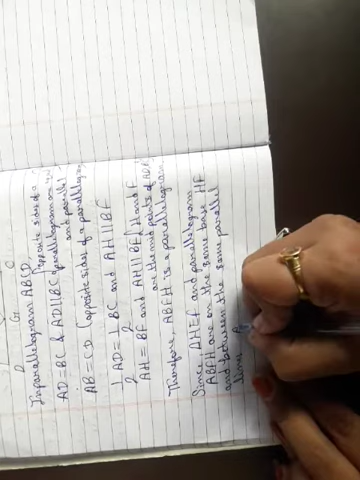 D G C
In parallelogram ABCD
AD=BC & AD||BC [opposite sides of a parallelogram are and parallel
AB=CD [opposite sides of a parallelogram
1/2 AD = 1/2 BC and AH||BF
AH=BF and AH||BF [H and F are the mid points of
Therefore ABFH is a parallelogram
Since, ΔHEF and parallelogram
ABFH are on the same base HF
and between the same parallel
lines